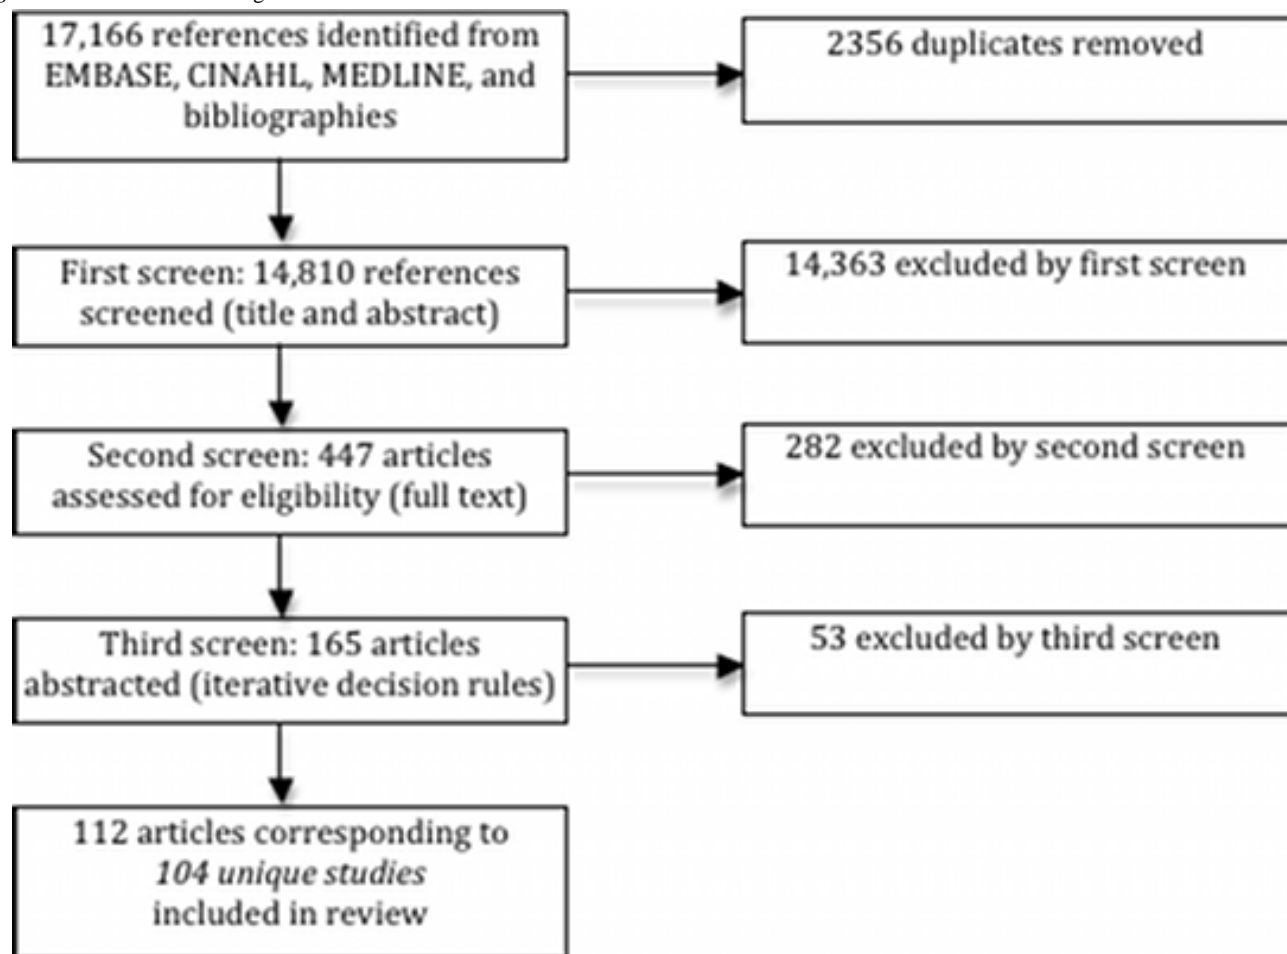 17,166 references identified from
EMBASE, CINAHL, MEDLINE, and
bibliographies
2356 duplicates removed
First screen: 14,810 references
screened (title and abstract)
14,363 excluded by first screen
Second screen: 447 articles
assessed for eligibility (full text)
282 excluded by second screen
Third screen: 165 articles
abstracted (iterative decision rules)
53 excluded by third screen
112 articles corresponding to
104 unique studies
included in review